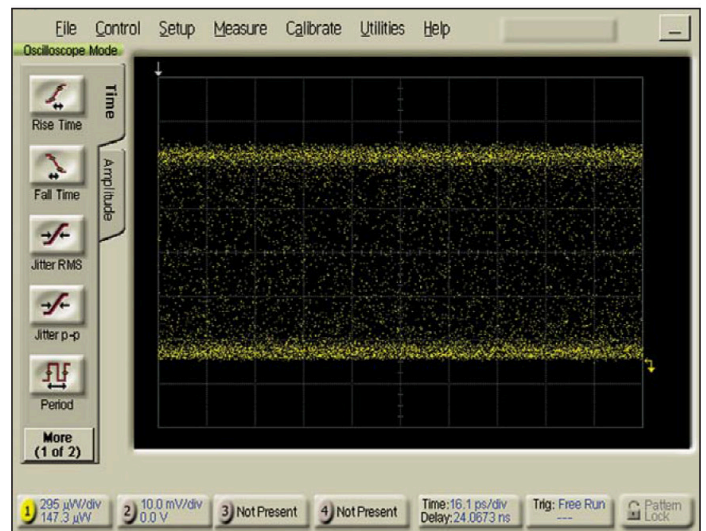 File Control Setup Measure Calibrate Utilities Help
Oscilloscope Mode
Time
Amplitude
Rise Time
Fall Time
Jitter RMS
Jitter p-p
Period
More
(1 of 2)
1 295 µW/div
147.3 µW
2 10.0 mV/div
0.0 V
3 Not Present
4 Not Present
Time:16.1 ps/div
Delay:24.0673 ns
Trig: Free Run
---
Pattern
Lock